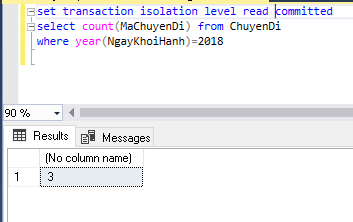 set transaction isolation level read committed
select count(MaChuyenDi) from ChuyenDi
where year(NgayKhoiHanh)=2018
90 %
Results Messages
(No column name)
1 3